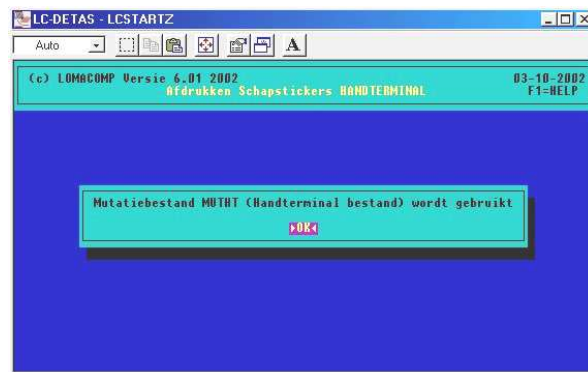 LC-DETAS - LCSTARTZ
Auto
A
(c) LOMACOMP Versie 6.01 2002 03-10-2002
Afdrukken Schapstickers HANDTERMINAL F1=HELP
Mutatiebestand MUTHT (Handterminal bestand) wordt gebruikt
OK